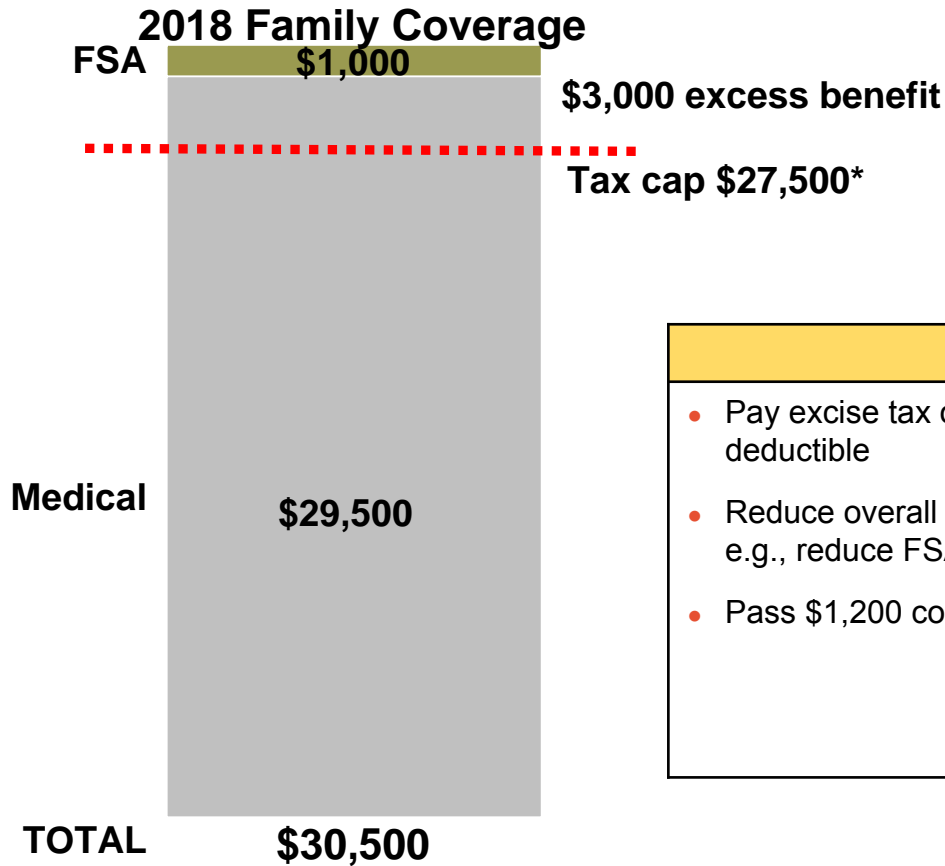 2018 Family Coverage
FSA
$1,000
$3,000 excess benefit
Tax cap $27,500*
Medical
$29,500
• Pay excise tax
deductible
• Reduce overall
e.g., reduce
• Pass $1,200
TOTAL
$30,500